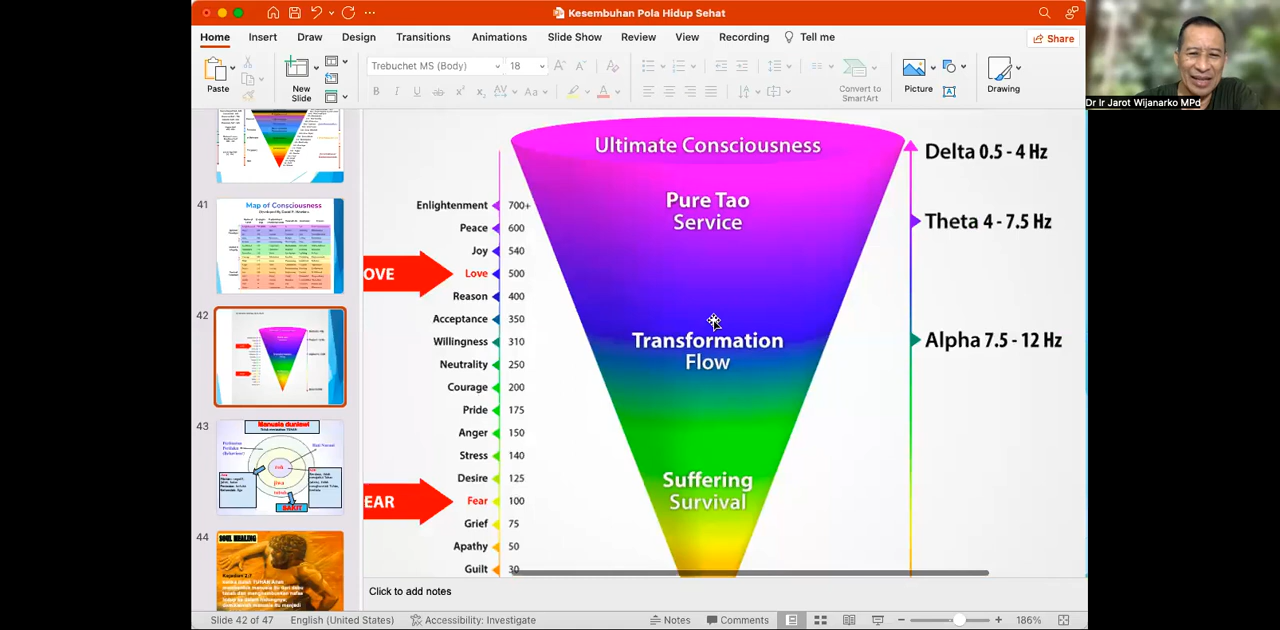 Kesembuhan Pola Hidup Sehat
Home Insert Draw Design Transitions Animations Slide Show Review View Recording Tell me
Share
Trebuchet MS (Body) 18
Paste
New
Slide
Convert to
SmartArt
Picture
Drawing
Dr Ir Jarot Wijanarko MPd
41
Map of Consciousness
42
43
Manusia duniawi
SAKIT
44
SOUL HEALING
Ultimate Consciousness
Pure Tao
Service
Transformation
Flow
Suffering
Survival
Enlightenment 700+
Peace 600
Joy 540
OVE
Love 500
Reason 400
Acceptance 350
Willingness 310
Neutrality 250
Courage 200
Pride 175
Anger 150
Stress 140
Desire 125
EAR
Fear 100
Grief 75
Apathy 50
Guilt 30
Delta 0.5 - 4 Hz
Theta 4 - 7.5 Hz
Alpha 7.5 - 12 Hz
Click to add notes
Slide 42 of 47 English (United States) Accessibility: Investigate Notes Comments 186%